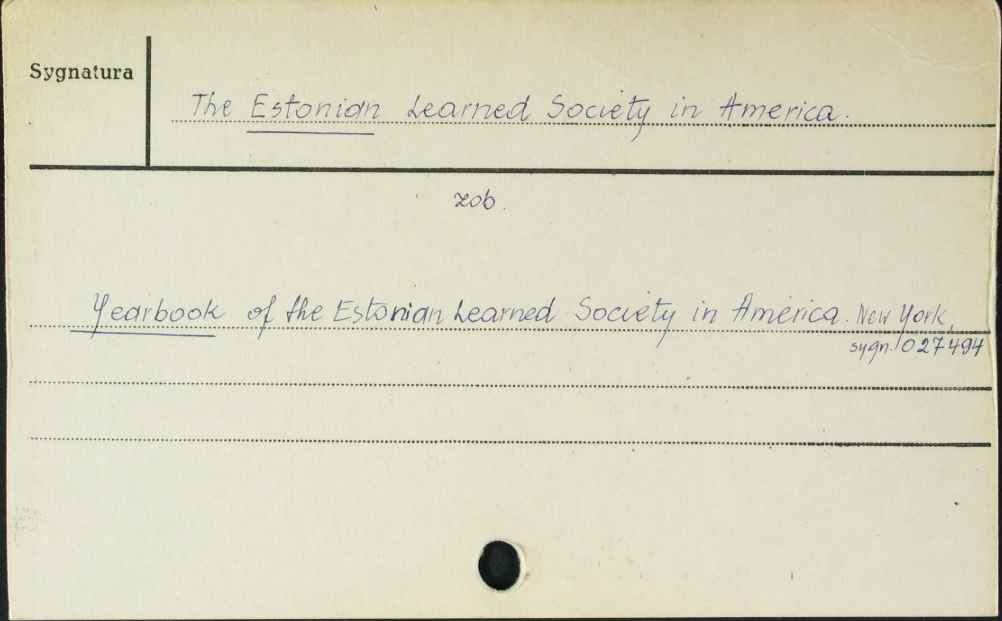 Sygnatura
The Estonian Learned Society in America.
zob.
Yearbook of the Estonian Learned Society in America. New York,
sygn. 027494